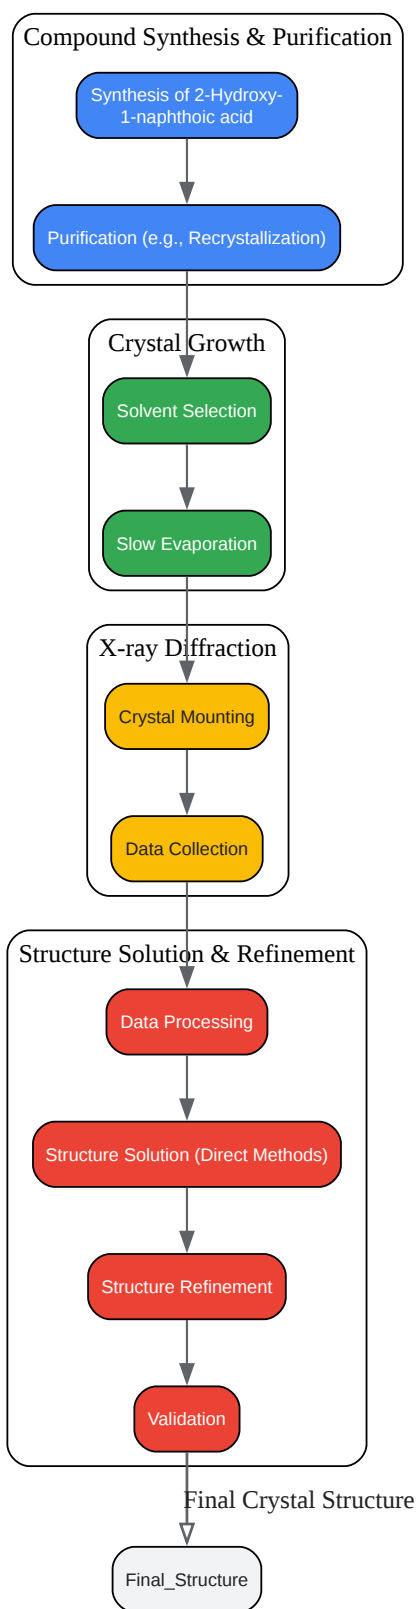 Compound Synthesis & Purification
Synthesis of 2-Hydroxy-
1-naphthoic acid
Purification (e.g., Recrystallization)
Crystal Growth
Solvent Selection
Slow Evaporation
X-ray Diffraction
Crystal Mounting
Data Collection
Structure Solution & Refinement
Data Processing
Structure Solution (Direct Methods)
Structure Refinement
Validation
Final Crystal Structure
Final_Structure